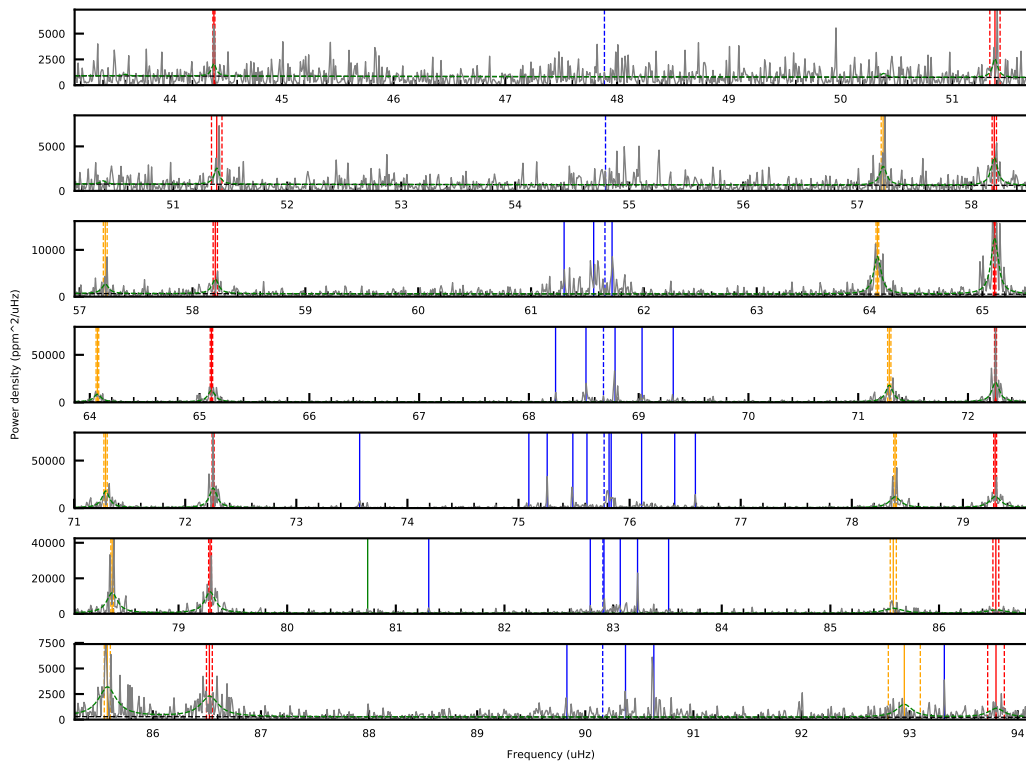 5000
2500
0
44 45 46 47 48 49 50 51
5000
0
51 52 53 54 55 56 57 58
10000
0
57 58 59 60 61 62 63 64 65
50000
0
64 65 66 67 68 69 70 71 72
50000
0
71 72 73 74 75 76 77 78 79
40000
20000
0
79 80 81 82 83 84 85 86
7500
5000
2500
0
86 87 88 89 90 91 92 93 94
Power density (ppm^2/uHz)
Frequency (uHz)